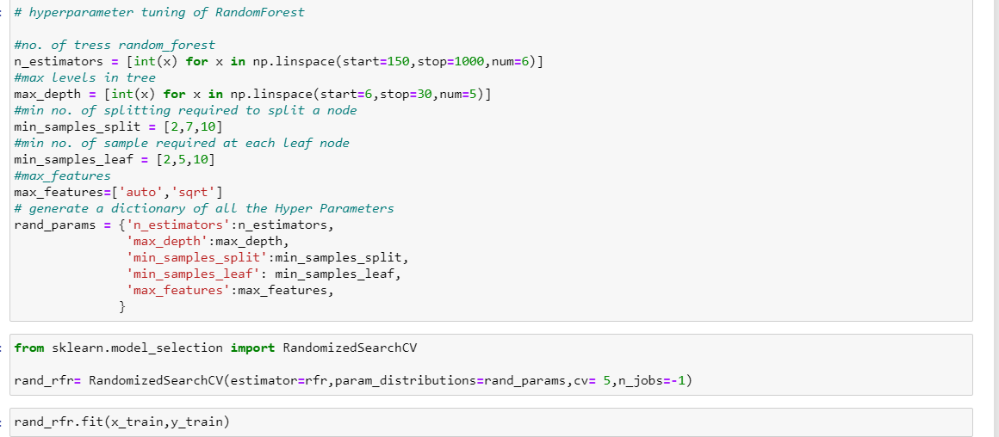 # hyperparameter tuning of RandomForest
#no. of tress random_forest
n_estimators = [int(x) for x in np.linspace(start=150,stop=1000,num=6)]
#max levels in tree
max_depth = [int(x) for x in np.linspace(start=6,stop=30,num=5)]
#min no. of splitting required to split a node
min_samples_split = [2,7,10]
#min no. of sample required at each leaf node
min_samples_leaf = [2,5,10]
#max_features
max_features=['auto','sqrt']
# generate a dictionary of all the Hyper Parameters
rand_params = {'n_estimators':n_estimators,
'max_depth':max_depth,
'min_samples_split':min_samples_split,
'min_samples_leaf': min_samples_leaf,
'max_features':max_features,
}
from sklearn.model_selection import RandomizedSearchCV
rand_rfr= RandomizedSearchCV(estimator=rfr,param_distributions=rand_params,cv= 5,n_jobs=-1)
rand_rfr.fit(x_train,y_train)